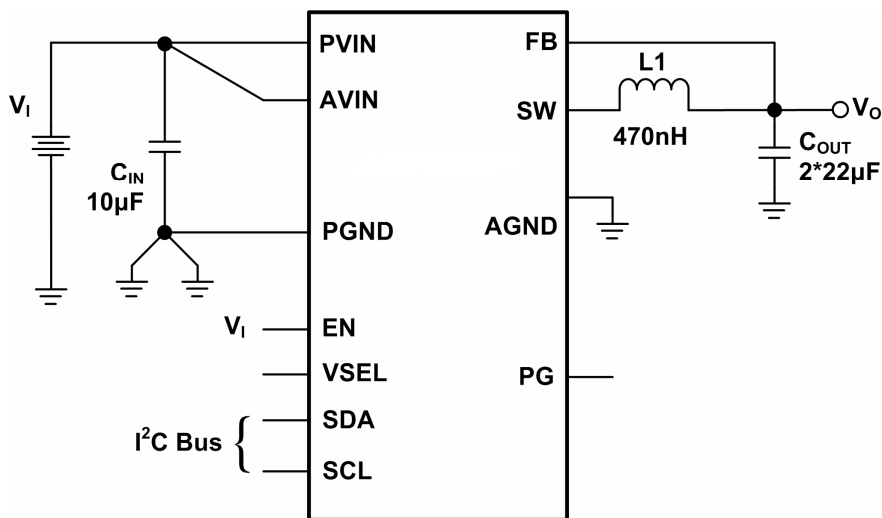 PVIN
FB
L1
V_I
AVIN
SW
V_O
470nH
C_OUT
2*22µF
C_IN
10µF
PGND
AGND
V_I
EN
VSEL
PG
SDA
I²C Bus
SCL